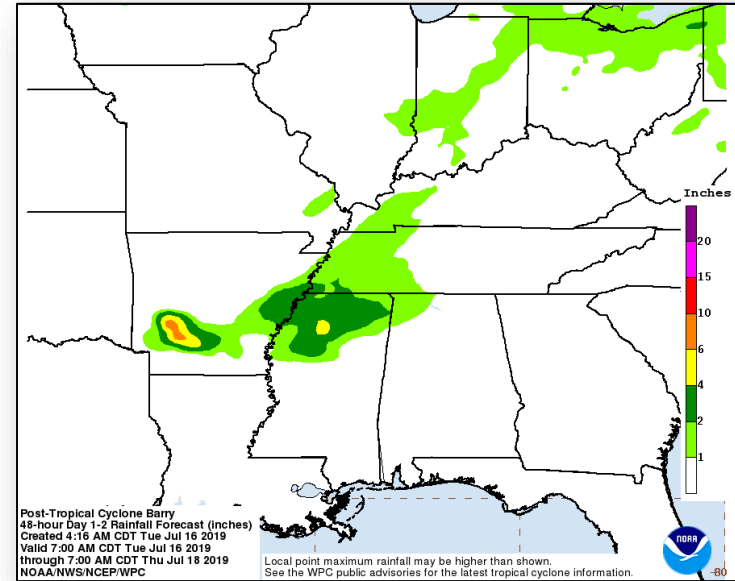 Inches
20
15
10
6
4
2
1
Post-Tropical Cyclone Barry
48-hour Day 1-2 Rainfall Forecast (inches)
Created 4:16 AM CDT Tue Jul 16 2019
Valid 7:00 AM CDT Tue Jul 16 2019
through 7:00 AM CDT Thu Jul 18 2019
NOAA/NWS/NCEP/WPC
Local point maximum rainfall may be higher than shown.
See the WPC public advisories for the latest tropical cyclone information.
NOAA
-80